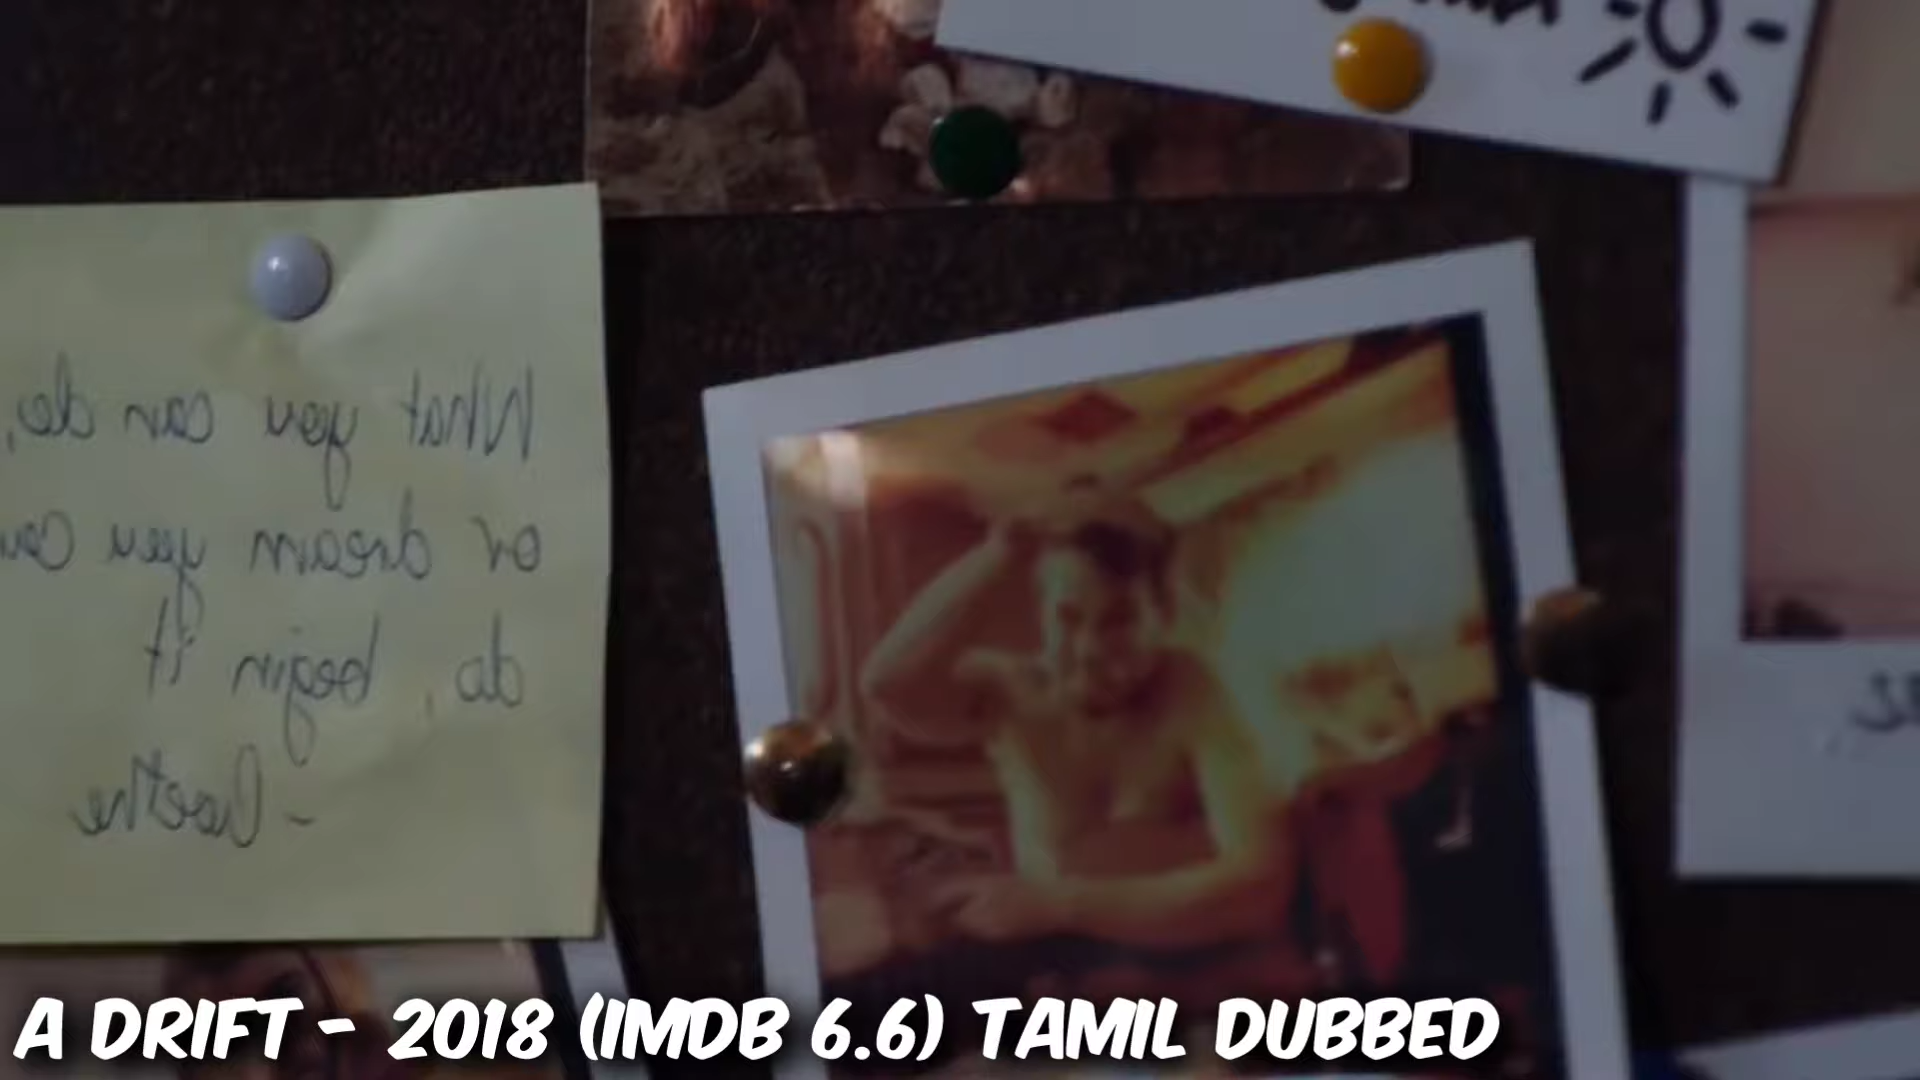 What you can do,
or dream you can
do, begin it
- Goethe
A DRIFT - 2018 (IMDB 6.6) TAMIL DUBBED